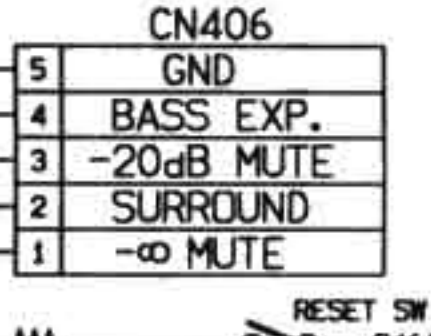 CN406
5 GND
4 BASS EXP.
3 -20dB MUTE
2 SURROUND
1 -∞ MUTE
RESET SW